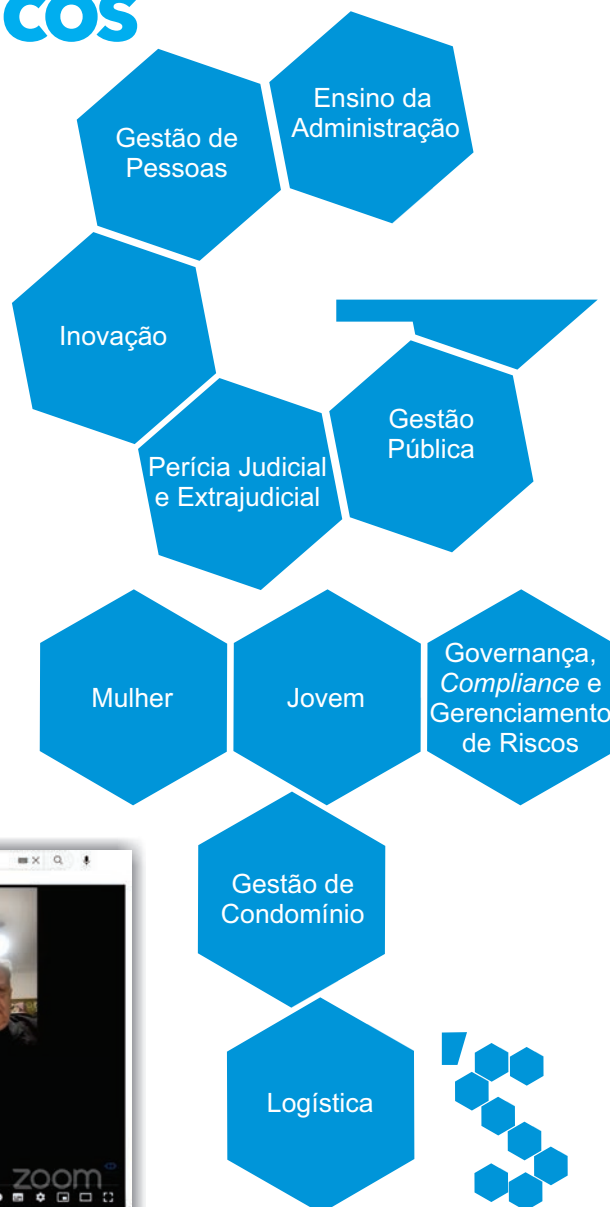 cos
Ensino da
Administração
Gestão de
Pessoas
Inovação
Gestão
Pública
Perícia Judicial
e Extrajudicial
Mulher
Jovem
Governança,
Compliance e
Gerenciamento
de Riscos
Gestão de
Condomínio
Logística
's
zoom